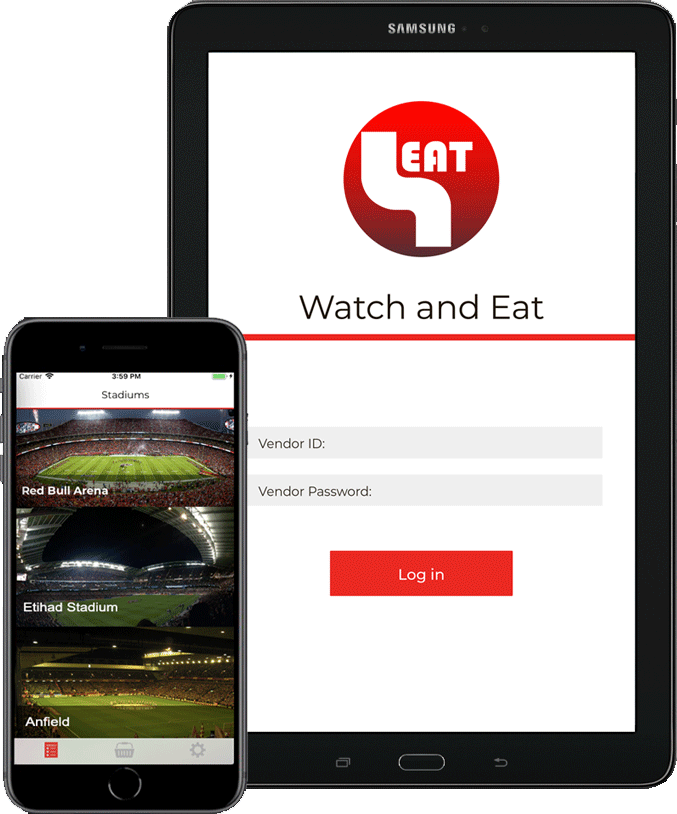 SAMSUNG
EAT
Watch and Eat
Vendor ID:
Vendor Password:
Log in
Carrier
3:59 PM
Stadiums
Red Bull Arena
Etihad Stadium
Anfield